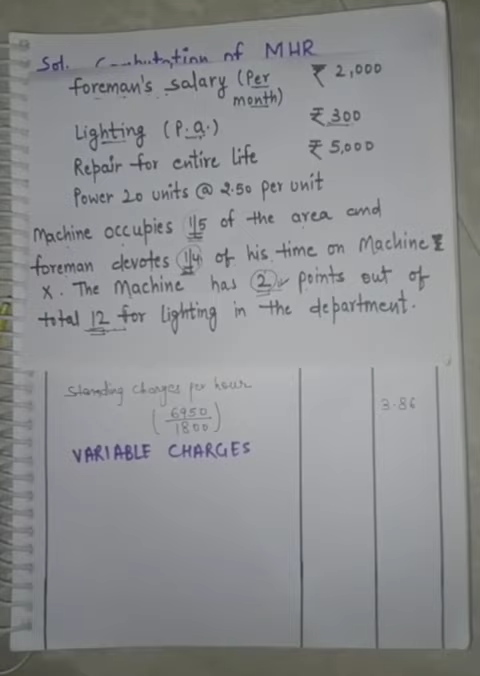 Sol. Computation of MHR
foreman's salary (Per month) ₹ 2,000
Lighting (P.a.) ₹ 300
Repair for entire life ₹ 5,000
Power 20 units @ 2.50 per unit
Machine occupies 1/5 of the area and
foreman devotes 1/4 of his time on Machine
X. The Machine has 2 points out of
total 12 for lighting in the department.
Standing charges per hour
(6950/1800) 3.86
VARIABLE CHARGES